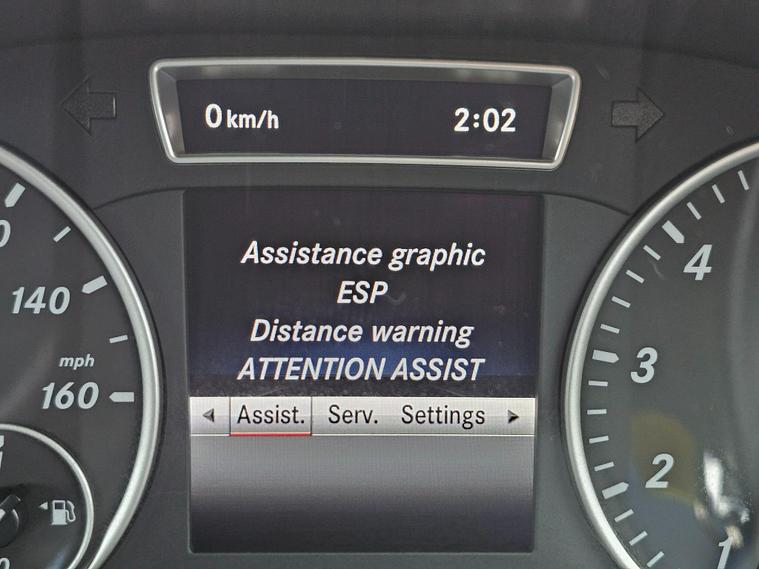 0 km/h 2:02
Assistance graphic
ESP
Distance warning
ATTENTION ASSIST
Assist. Serv. Settings
140
mph
160
4
3
2
1